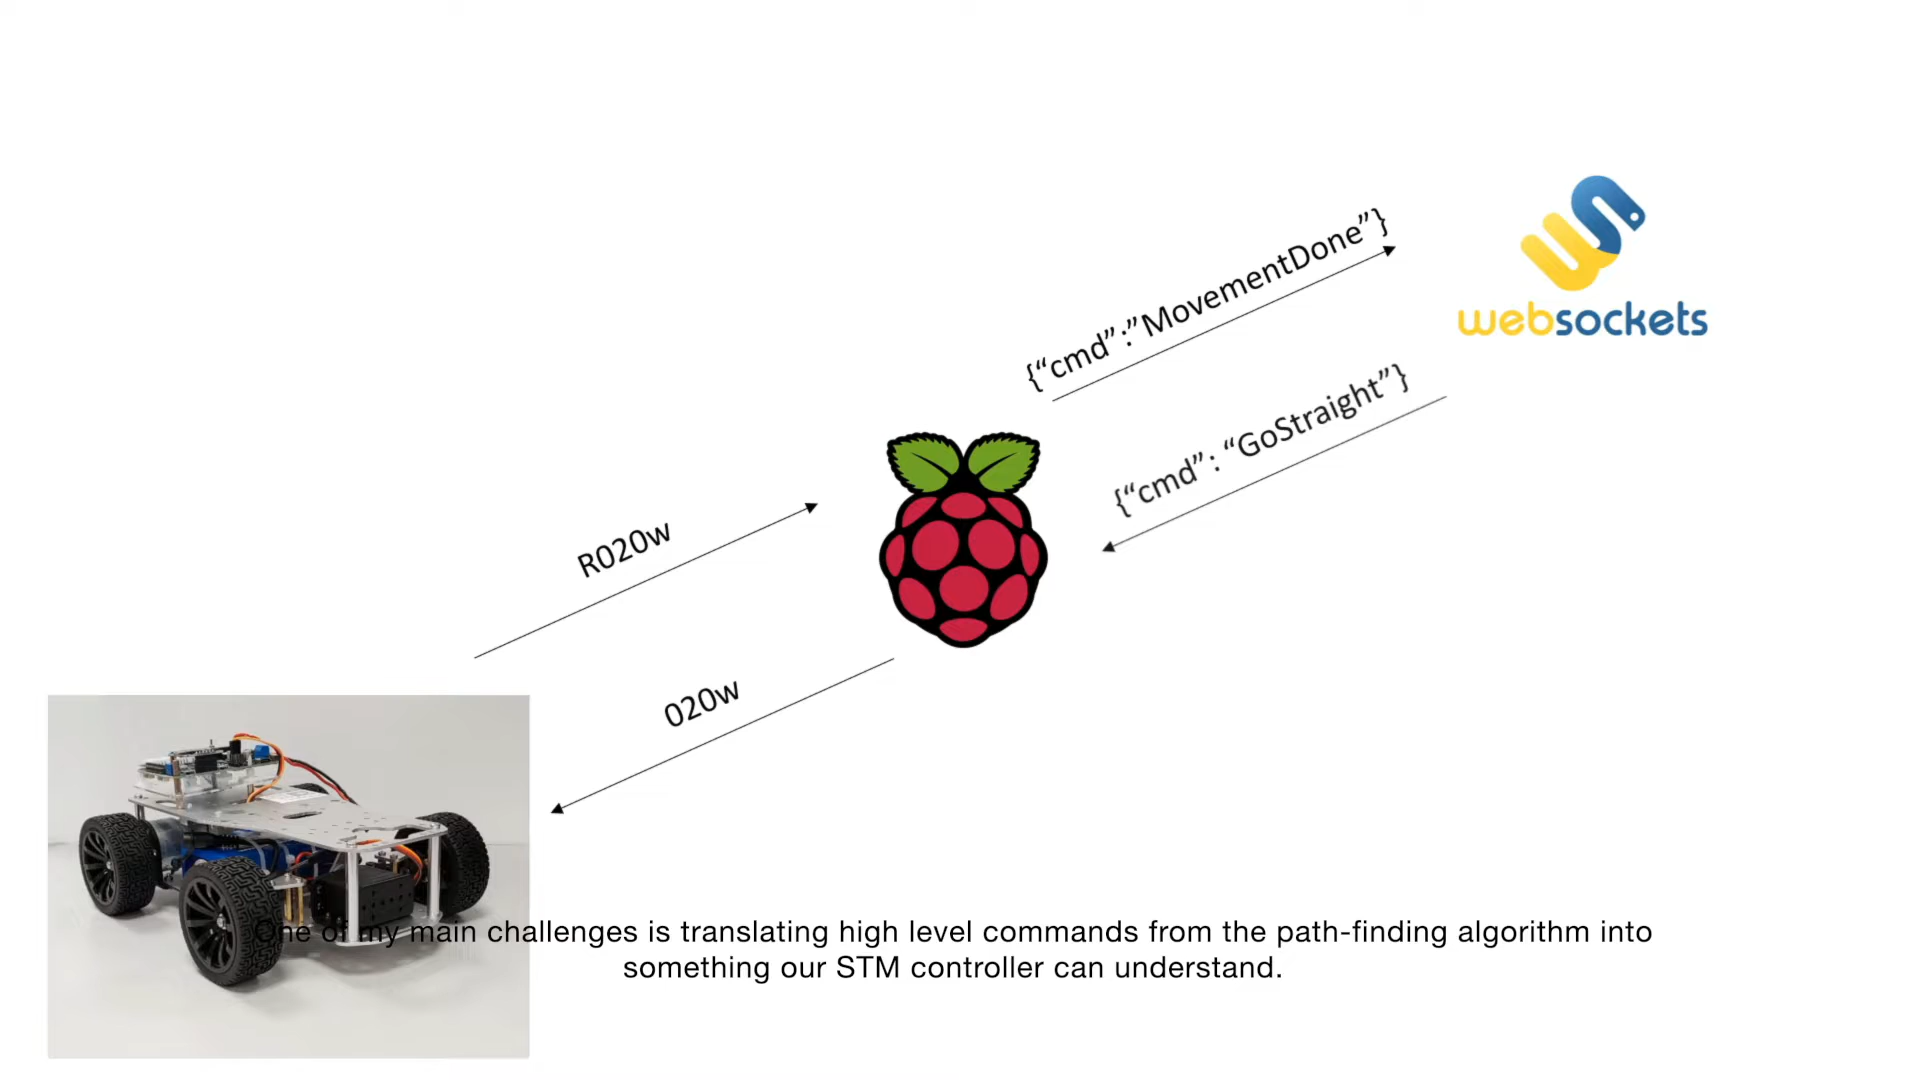 {“cmd”:”MovementDone”}
websockets
{“cmd”: “GoStraight”}
R020w
020w
One of my main challenges is translating high level commands from the path-finding algorithm into
something our STM controller can understand.